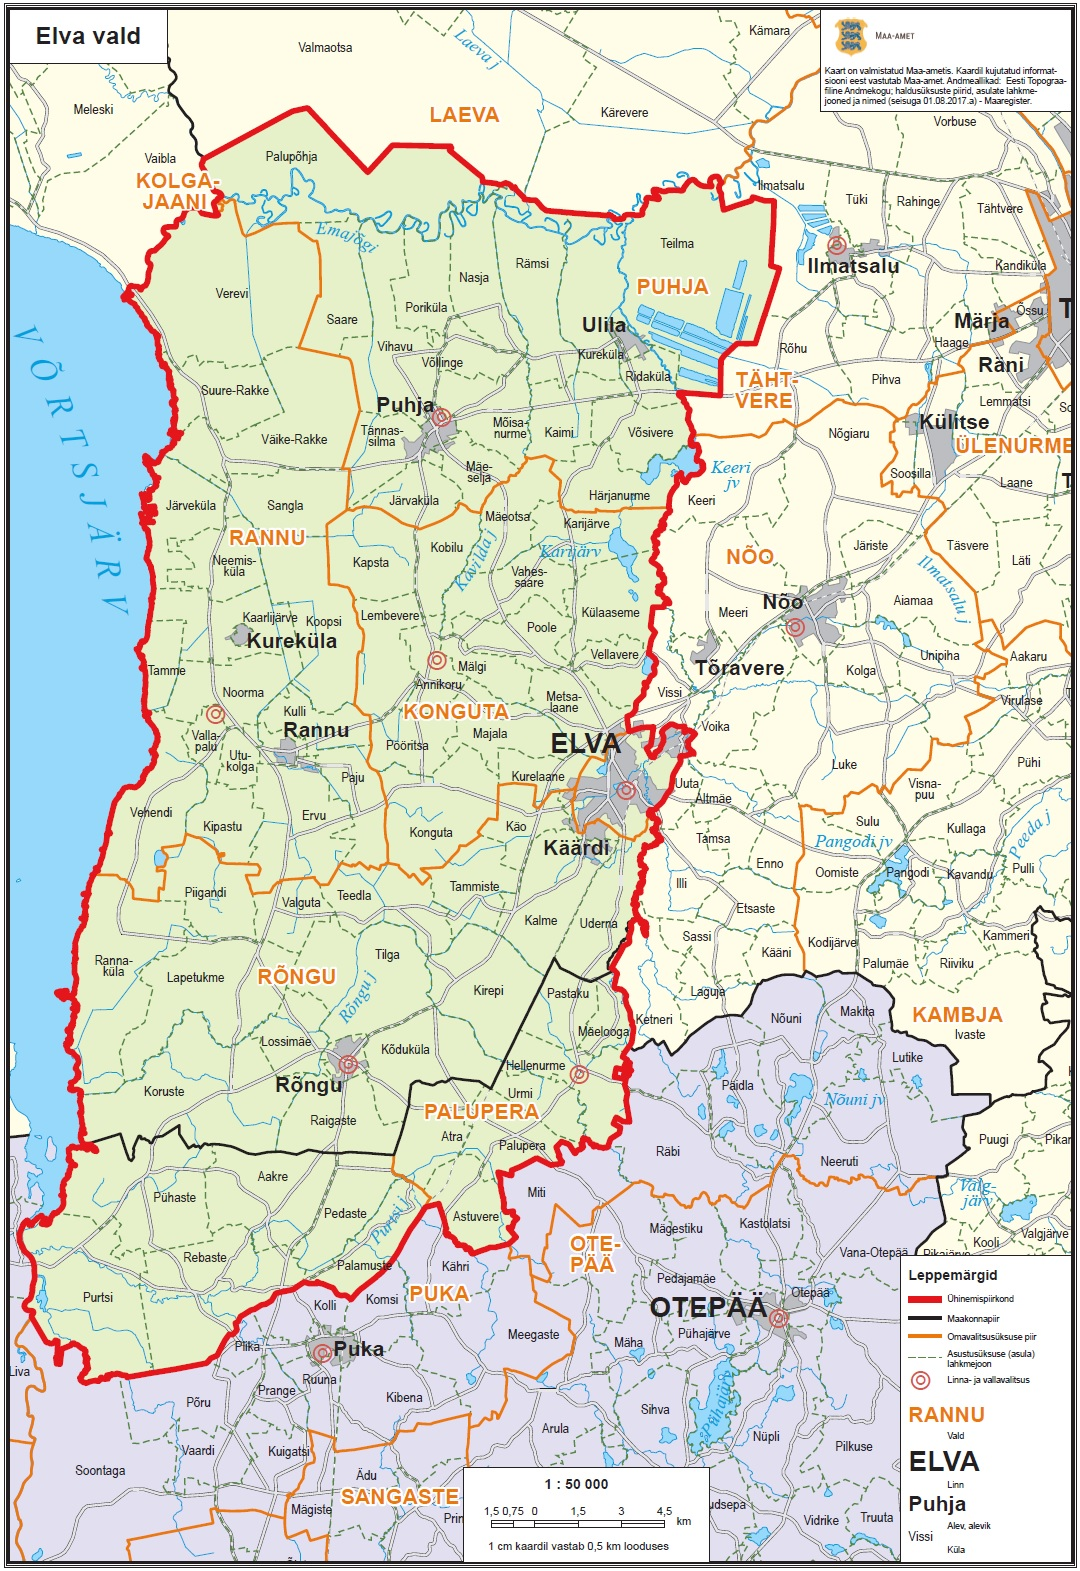 Elva vald
MAA-AMET
Kaart on valmistatud Maa-ametis. Kaardil kujutatud informat-
siooni eest vastutab Maa-amet. Andmeallikad: Eesti Topograa-
filine Andmekogu; haldusüksuste piirid, asulate lahkme-
jooned ja nimed (seisuga 01.08.2017.a) - Maaregister.
Valmaotsa
Laeva j
Kämara
Meleski
LAEVA
Kärevere
Vorbuse
Vaibla
Palupõhja
KOLGA-
JAANI
Ilmatsalu
Tüki
Rahinge
Tähtvere
Emajõgi
Teilma
Rämsi
Nasja
Ilmatsalu
Kandiküla
Verevi
PUHJA
Poriküla
Saare
Ulila
Õssu
Märja
Vihavu
Võllinge
Kureküla
Rõhu
Haage
Räni
VÕRTSJÄRV
Ridaküla
Suure-Rakke
TÄHT-
VERE
Pihva
Lemmatsi
Puhja
Tännas-
silma
Mõisa-
nurme
Kaimi
Võsivere
Nõgiaru
Külitse
ÜLENURME
Väike-Rakke
Mäe-
selja
Keeri
jv
Soosilla
Laane
Järveküla
Sangla
Järvaküla
Härjanurme
Keeri
Mäeotsa
Karijärve
RANNU
Kobilu
Kavilda j
Karijärv
NÕO
Järiste
Täsvere
Läti
Neemis-
küla
Kapsta
Vahes-
saare
Ilmatsalu j
Nõo
Aiamaa
Kaarlijärve
Koopsi
Lembevere
Külaaseme
Meeri
Kureküla
Poole
Vellavere
Unipiha
Aakaru
Tamme
Mälgi
Annikoru
Tõravere
Kolga
Noorma
Vissi
Metsa-
laane
Virulase
Kulli
KONGUTA
Valla-
palu
Rannu
Majala
Voika
Pööritsa
ELVA
Utu-
kolga
Paju
Kurelaane
Luke
Pühi
Uuta
Visna-
puu
Altmäe
Vehendi
Ervu
Kipastu
Konguta
Käo
Käärdi
Sulu
Kullaga
Peeda j
Tamsa
Pangodi jv
Enno
Oomiste
Pangodi
Kavandu
Pulli
Piigandi
Teedla
Valguta
Tammiste
Illi
Etsaste
Kalme
Uderna
Sassi
Kääni
Kodijärve
Kammeri
Ranna-
küla
Lapetukme
RÕNGU
Tilga
Palumäe
Riiviku
Rõngu j
Kirepi
Pastaku
Laguja
Ketneri
Nõuni
Makita
KAMBJA
Ivaste
Mäelooga
Lossimäe
Kõduküla
Hellenurme
Lutike
Rõngu
Koruste
Urmi
Päidla
Nõuni jv
Raigaste
PALUPERA
Atra
Palupera
Puugi
Räbi
Neeruti
Aakre
Pühaste
Miti
Valg-
järv
Pedaste
Purtsi j
Astuvere
Mägestiku
Kastolatsi
OTE-
PÄÄ
Kooli
Valgjärve
Vana-Otepää
Pikajärve
Rebaste
Palamuste
Kähri
Pedajamäe
Purtsi
Kolli
Komsi
PUKA
OTEPÄÄ
Otepää
Meegaste
Mäha
Pühajärve
Plika
Puka
Ruuna
Prange
Kibena
Põru
Sihva
Pühajärv
Arula
Nüpli
Pilkuse
Vaardi
Kuigatsi
Soontaga
Ädu
SANGASTE
Mägiste
Vidrike
Truuta
1 : 50 000
1,5 0,75 0 1,5 3 4,5
km
1 cm kaardil vastab 0,5 km looduses
Leppemärgid
Ühinemispiirkond
Maakonnapiir
Omavalitsusüksuse piir
Asustusüksuse (asula)
lahkmejoon
Linna- ja vallavalitsus
RANNU
Vald
ELVA
Linn
Puhja
Alev, alevik
Vissi
Küla